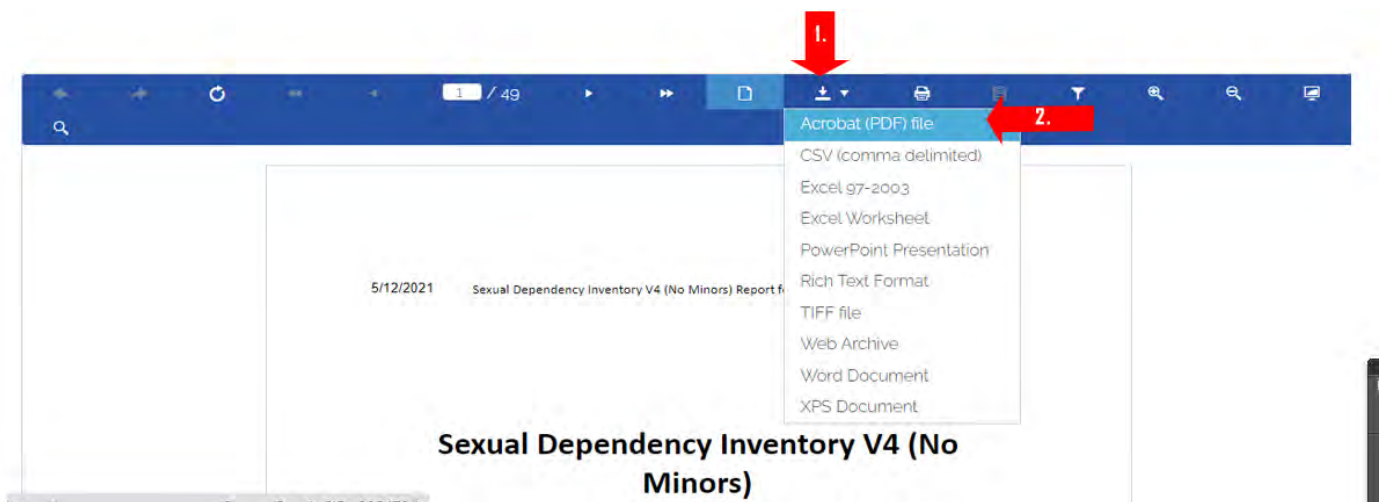 1.
1 / 49
Acrobat (PDF) file
2.
CSV (comma delimited)
Excel 97-2003
Excel Worksheet
PowerPoint Presentation
5/12/2021 Sexual Dependency Inventory V4 (No Minors) Report
Rich Text Format
TIFF file
Web Archive
Word Document
XPS Document
Sexual Dependency Inventory V4 (No
Minors)